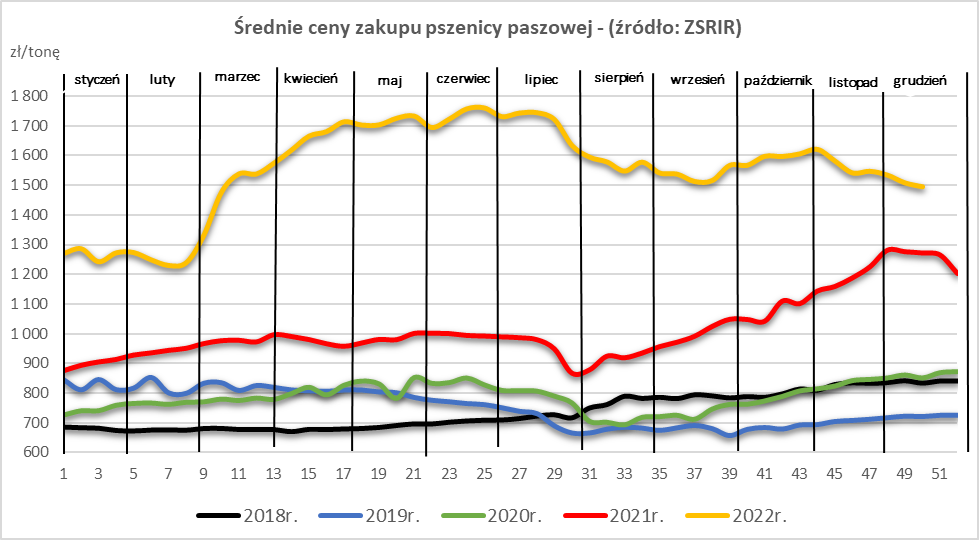 Średnie ceny zakupu pszenicy paszowej - (źródło: ZSRIR)
zł/tonę
styczeń luty marzec kwiecień maj czerwiec lipiec sierpień wrzesień październik listopad grudzień
1 800
1 700
1 600
1 500
1 400
1 300
1 200
1 100
1 000
900
800
700
600
1 3 5 7 9 11 13 15 17 19 21 23 25 27 29 31 33 35 37 39 41 43 45 47 49 51
2018r. 2019r. 2020r. 2021r. 2022r.